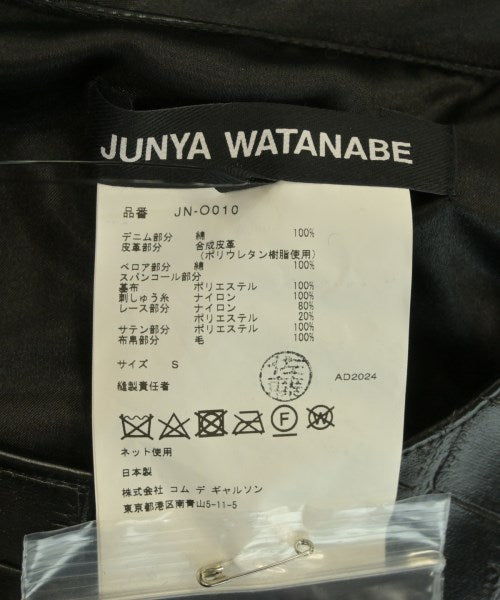 JUNYA WATANABE
品番 JN-O010
デニム部分 綿 100%
皮革部分 合成皮革
(ポリウレタン樹脂使用)
ベロア部分 綿 100%
スパンコール部分
基布 ポリエステル 100%
刺しゅう糸 ナイロン 100%
レース部分 ナイロン 80%
ポリエステル 20%
サテン部分 ポリエステル 100%
布帛部分 毛 100%
サイズ S
縫製責任者 佐藤
AD2024
F W
ネット使用
日本製
株式会社 コム デ ギャルソン
東京都港区南青山5-11-5